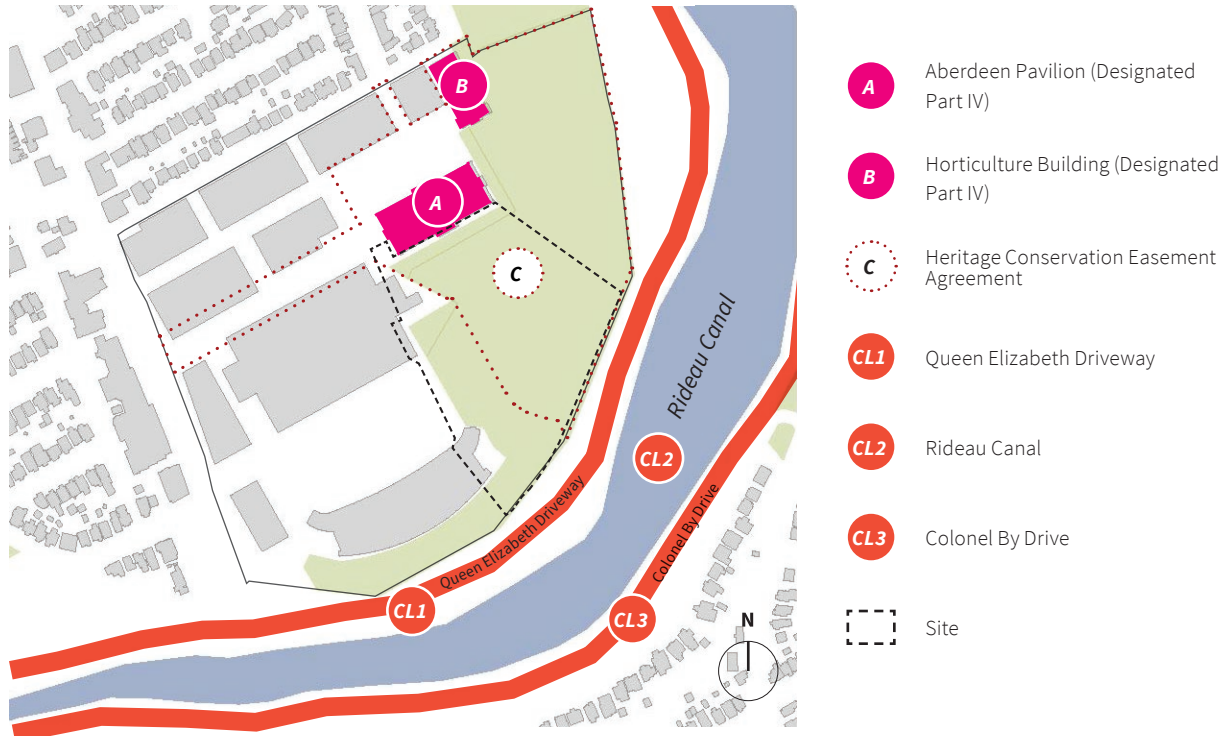 B
A
C
Rideau Canal
CL2
Queen Elizabeth Driveway
Colonel By Drive
CL1
CL3
N
A
Aberdeen Pavilion (Designated
Part IV)
B
Horticulture Building (Designated
Part IV)
C
Heritage Conservation Easement
Agreement
CL1
Queen Elizabeth Driveway
CL2
Rideau Canal
CL3
Colonel By Drive
Site